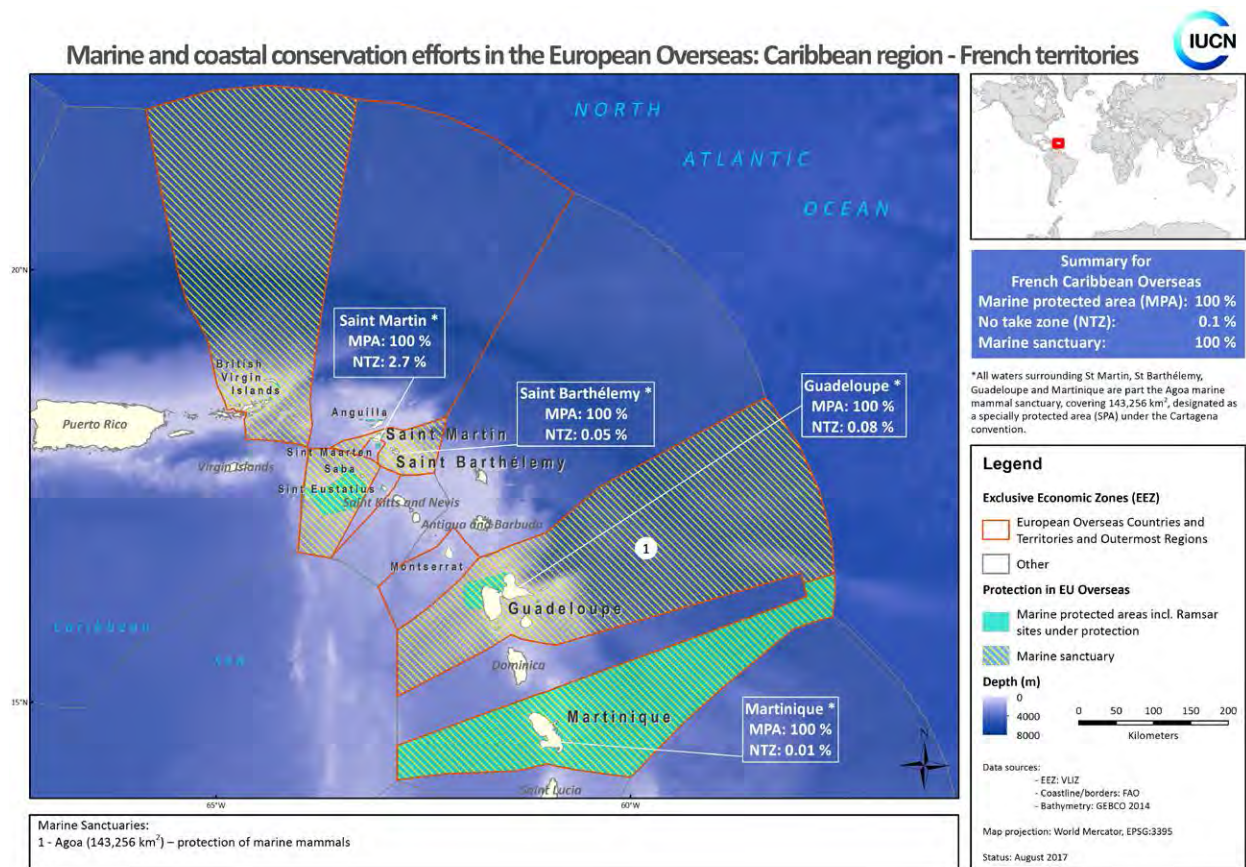 IUCN
Marine and coastal conservation efforts in the European Overseas: Caribbean region - French territories
NORTH
ATLANTIC
OCEAN
20°N
Saint Martin *
MPA: 100 %
NTZ: 2.7 %
British
Virgin
Islands
Saint Barthélemy *
MPA: 100 %
NTZ: 0.05 %
Guadeloupe *
MPA: 100 %
NTZ: 0.08 %
Puerto Rico
Anguilla
Saint Martin
Sint Maarten
Saint Barthélemy
Virgin Islands
Saba
Sint Eustatius
Saint Kitts and Nevis
Antigua and Barbuda
1
Montserrat
Guadeloupe
Caribbean
Sea
Dominica
15°N
Martinique
Martinique *
MPA: 100 %
NTZ: 0.01 %
Saint Lucia
N
65°W
60°W
Marine Sanctuaries:
1 - Agoa (143,256 km²) – protection of marine mammals
Summary for
French Caribbean Overseas
Marine protected area (MPA): 100 %
No take zone (NTZ): 0.1 %
Marine sanctuary: 100 %
*All waters surrounding St Martin, St Barthélemy,
Guadeloupe and Martinique are part the Agoa marine
mammal sanctuary, covering 143,256 km², designated as
a specially protected area (SPA) under the Cartagena
convention.
Legend
Exclusive Economic Zones (EEZ)
European Overseas Countries and
Territories and Outermost Regions
Other
Protection in EU Overseas
Marine protected areas incl. Ramsar
sites under protection
Marine sanctuary
Depth (m)
0
4000
8000
0 50 100 150 200
Kilometers
Data sources:
- EEZ: VLIZ
- Coastline/borders: FAO
- Bathymetry: GEBCO 2014
Map projection: World Mercator, EPSG:3395
Status: August 2017